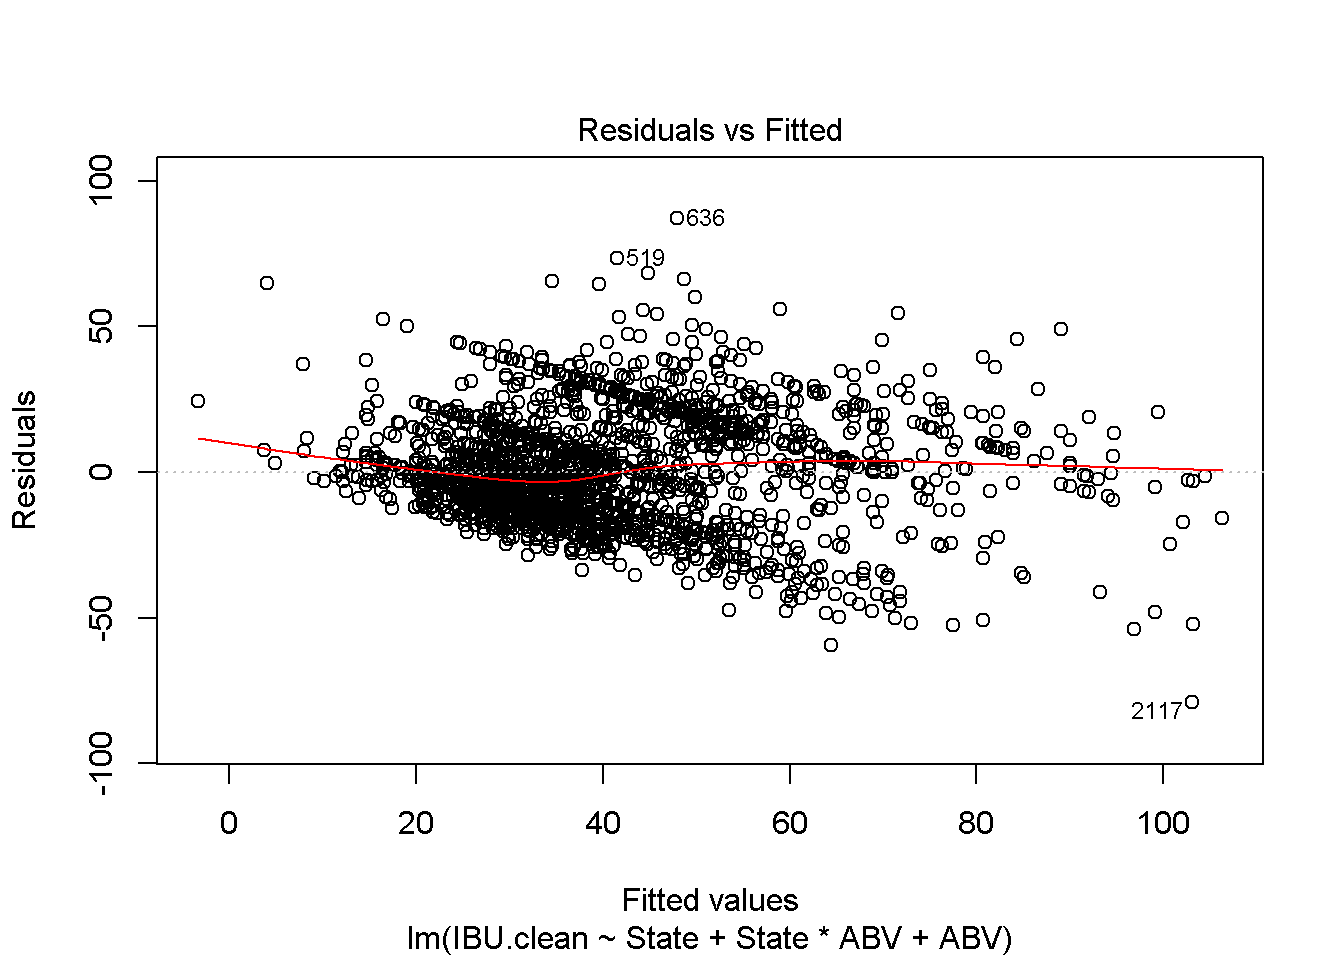 Residuals vs Fitted
100
50
0
-50
-100
Residuals
636
519
2117
0 20 40 60 80 100
Fitted values
lm(IBU.clean ~ State + State * ABV + ABV)